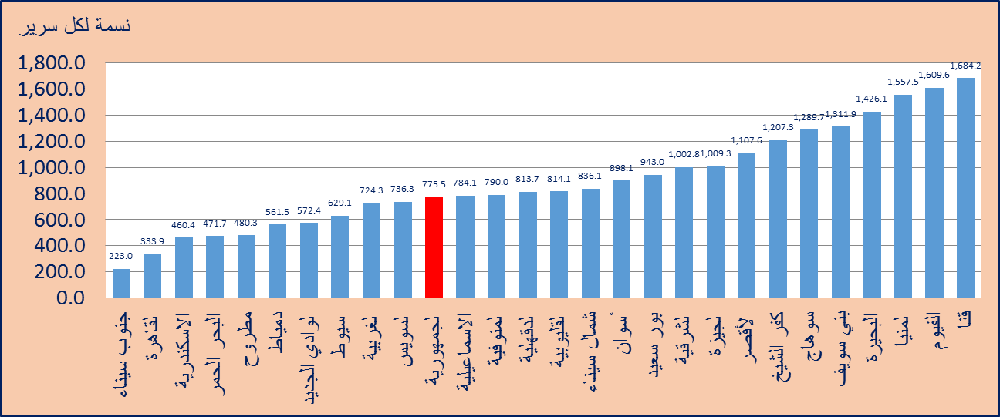 نسمة لكل سرير
1,800.0
1,600.0
1,400.0
1,200.0
1,000.0
800.0
600.0
400.0
200.0
0.0
223.0
333.9
460.4
471.7
480.3
561.5
572.4
629.1
724.3
736.3
775.5
784.1
790.0
813.7
814.1
836.1
898.1
943.0
1,002.8
1,009.3
1,107.6
1,207.3
1,289.7
1,311.9
1,426.1
1,557.5
1,609.6
1,684.2
جنوب سيناء
القاهرة
الاسكندرية
البحر الحمر
مطروح
دمياط
الوادي الجديد
اسيوط
الغربية
السويس
الجمهورية
الاسماعيلية
المنوفية
الدقهلية
القليوبية
شمال سيناء
أسوان
بور سعيد
الشرقية
الجيزة
الأقصر
كفر الشيخ
سوهاج
بني سويف
البحيرة
المنيا
الفيوم
قنا